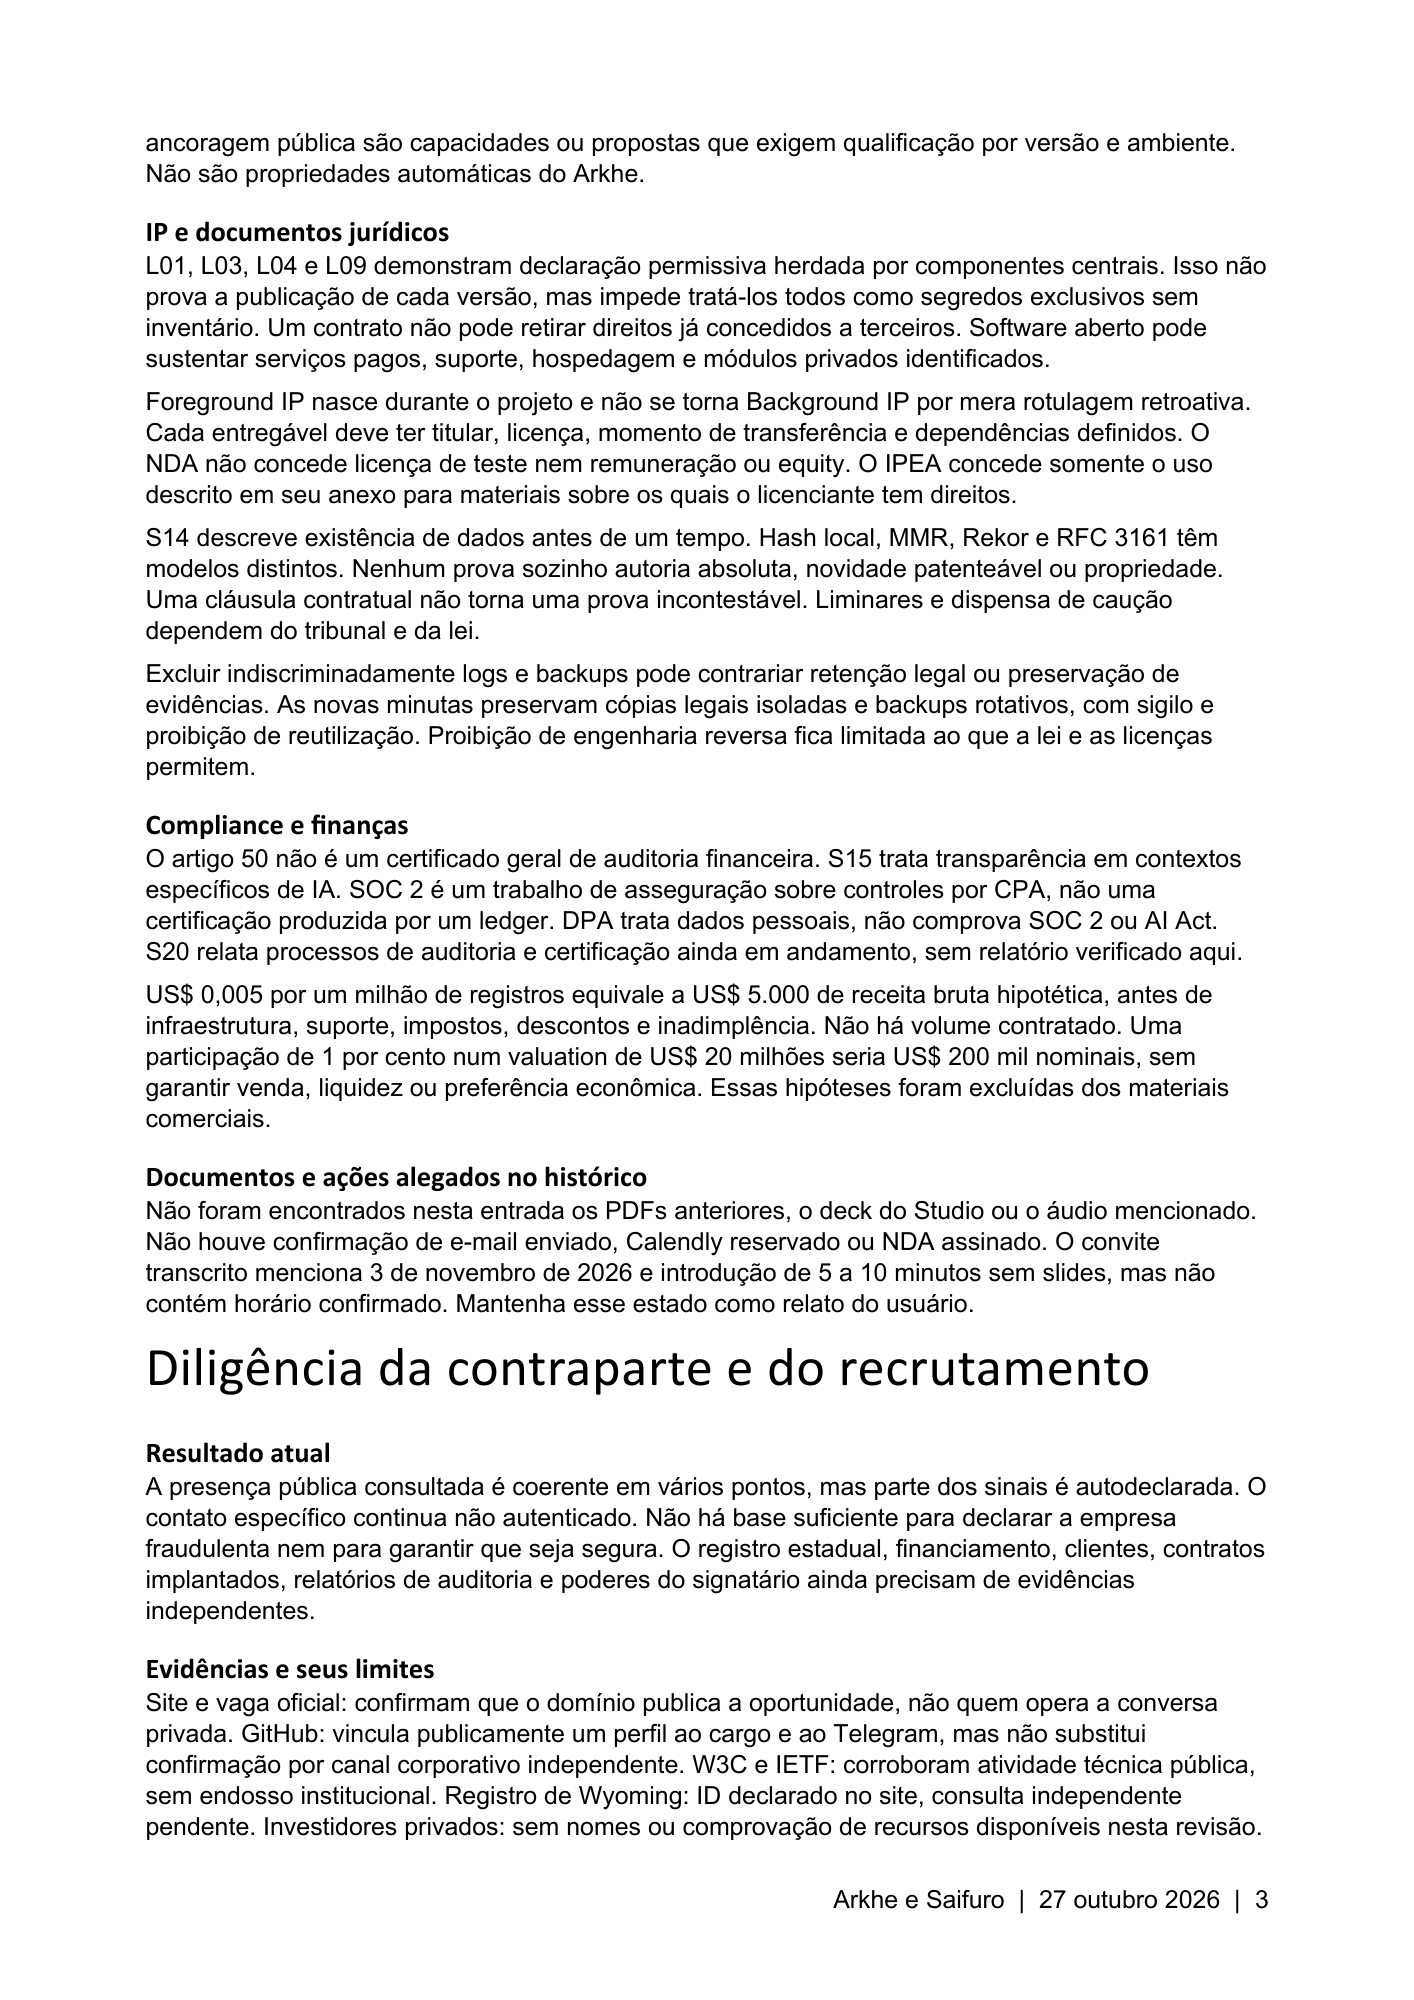 ancoragem pública são capacidades ou propostas que exigem qualificação por versão e ambiente.
Não são propriedades automáticas do Arkhe.
IP e documentos jurídicos
L01, L03, L04 e L09 demonstram declaração permissiva herdada por componentes centrais. Isso não
prova a publicação de cada versão, mas impede tratá-los todos como segredos exclusivos sem
inventário. Um contrato não pode retirar direitos já concedidos a terceiros. Software aberto pode
sustentar serviços pagos, suporte, hospedagem e módulos privados identificados.
Foreground IP nasce durante o projeto e não se torna Background IP por mera rotulagem retroativa.
Cada entregável deve ter titular, licença, momento de transferência e dependências definidos. O
NDA não concede licença de teste nem remuneração ou equity. O IPEA concede somente o uso
descrito em seu anexo para materiais sobre os quais o licenciante tem direitos.
S14 descreve existência de dados antes de um tempo. Hash local, MMR, Rekor e RFC 3161 têm
modelos distintos. Nenhum prova sozinho autoria absoluta, novidade patenteável ou propriedade.
Uma cláusula contratual não torna uma prova incontestável. Liminares e dispensa de caução
dependem do tribunal e da lei.
Excluir indiscriminadamente logs e backups pode contrariar retenção legal ou preservação de
evidências. As novas minutas preservam cópias legais isoladas e backups rotativos, com sigilo e
proibição de reutilização. Proibição de engenharia reversa fica limitada ao que a lei e as licenças
permitem.
Compliance e finanças
O artigo 50 não é um certificado geral de auditoria financeira. S15 trata transparência em contextos
específicos de IA. SOC 2 é um trabalho de asseguração sobre controles por CPA, não uma
certificação produzida por um ledger. DPA trata dados pessoais, não comprova SOC 2 ou AI Act.
S20 relata processos de auditoria e certificação ainda em andamento, sem relatório verificado aqui.
US$ 0,005 por um milhão de registros equivale a US$ 5.000 de receita bruta hipotética, antes de
infraestrutura, suporte, impostos, descontos e inadimplência. Não há volume contratado. Uma
participação de 1 por cento num valuation de US$ 20 milhões seria US$ 200 mil nominais, sem
garantir venda, liquidez ou preferência econômica. Essas hipóteses foram excluídas dos materiais
comerciais.
Documentos e ações alegados no histórico
Não foram encontrados nesta entrada os PDFs anteriores, o deck do Studio ou o áudio mencionado.
Não houve confirmação de e-mail enviado, Calendly reservado ou NDA assinado. O convite
transcrito menciona 3 de novembro de 2026 e introdução de 5 a 10 minutos sem slides, mas não
contém horário confirmado. Mantenha esse estado como relato do usuário.
Diligência da contraparte e do recrutamento
Resultado atual
A presença pública consultada é coerente em vários pontos, mas parte dos sinais é autodeclarada. O
contato específico continua não autenticado. Não há base suficiente para declarar a empresa
fraudulenta nem para garantir que seja segura. O registro estadual, financiamento, clientes, contratos
implantados, relatórios de auditoria e poderes do signatário ainda precisam de evidências
independentes.
Evidências e seus limites
Site e vaga oficial: confirmam que o domínio publica a oportunidade, não quem opera a conversa
privada. GitHub: vincula publicamente um perfil ao cargo e ao Telegram, mas não substitui
confirmação por canal corporativo independente. W3C e IETF: corroboram atividade técnica pública,
sem endosso institucional. Registro de Wyoming: ID declarado no site, consulta independente
pendente. Investidores privados: sem nomes ou comprovação de recursos disponíveis nesta revisão.
Arkhe e Saifuro | 27 outubro 2026 | 3